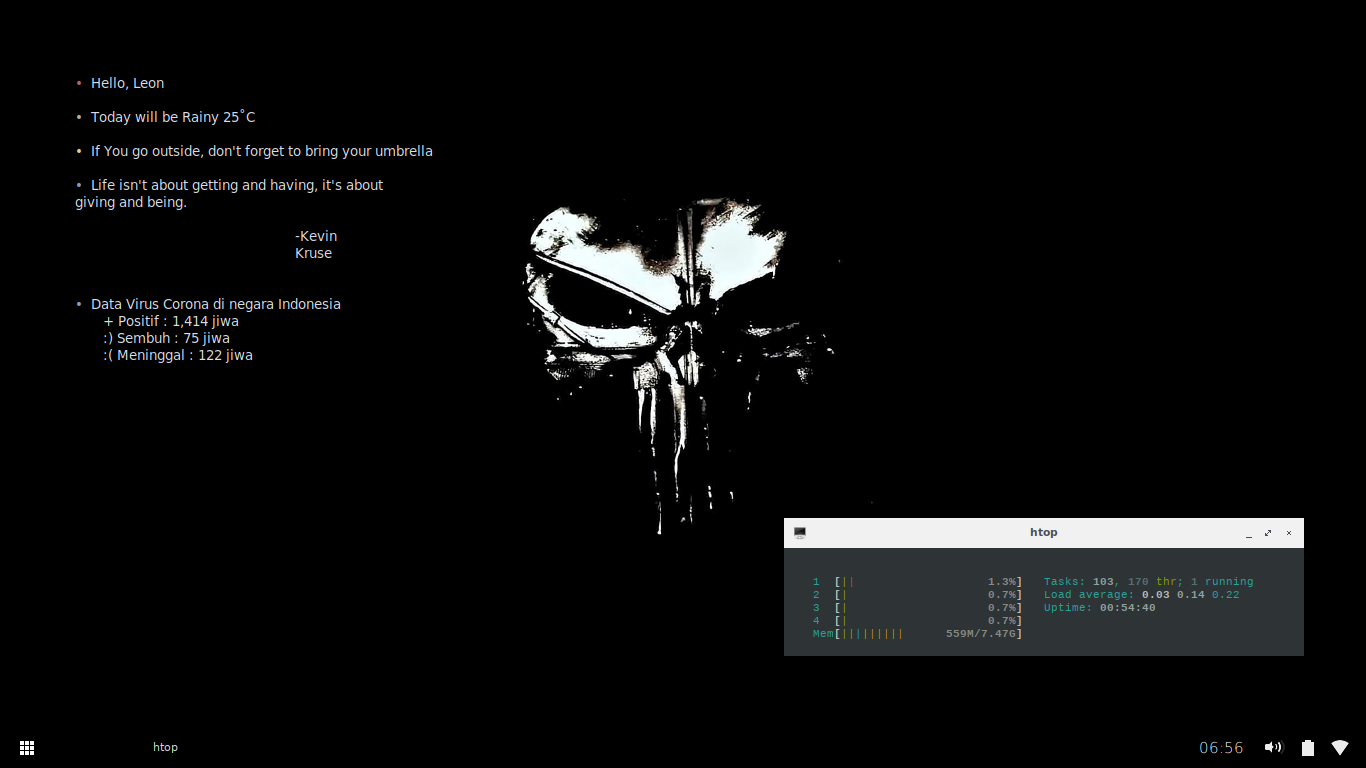 • Hello, Leon
• Today will be Rainy 25˚C
• If You go outside, don't forget to bring your umbrella
• Life isn't about getting and having, it's about
giving and being.
-Kevin
Kruse
• Data Virus Corona di negara Indonesia
+ Positif : 1,414 jiwa
:) Sembuh : 75 jiwa
:( Meninggal : 122 jiwa
htop
1 [|| 1.3%] Tasks: 103, 170 thr; 1 running
2 [| 0.7%] Load average: 0.03 0.14 0.22
3 [| 0.7%] Uptime: 00:54:40
4 [| 0.7%]
Mem[||||||||| 559M/7.47G]
htop
06:56